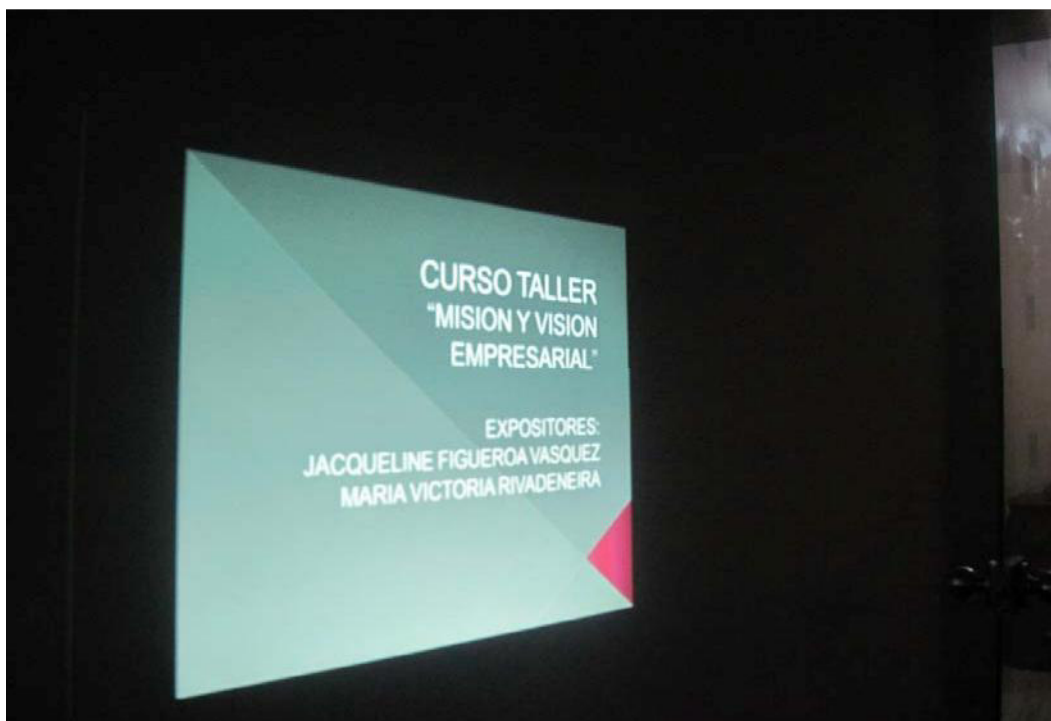 CURSO TALLER
“MISION Y VISION
EMPRESARIAL”
EXPOSITORES:
JACQUELINE FIGUEROA VASQUEZ
MARIA VICTORIA RIVADENEIRA